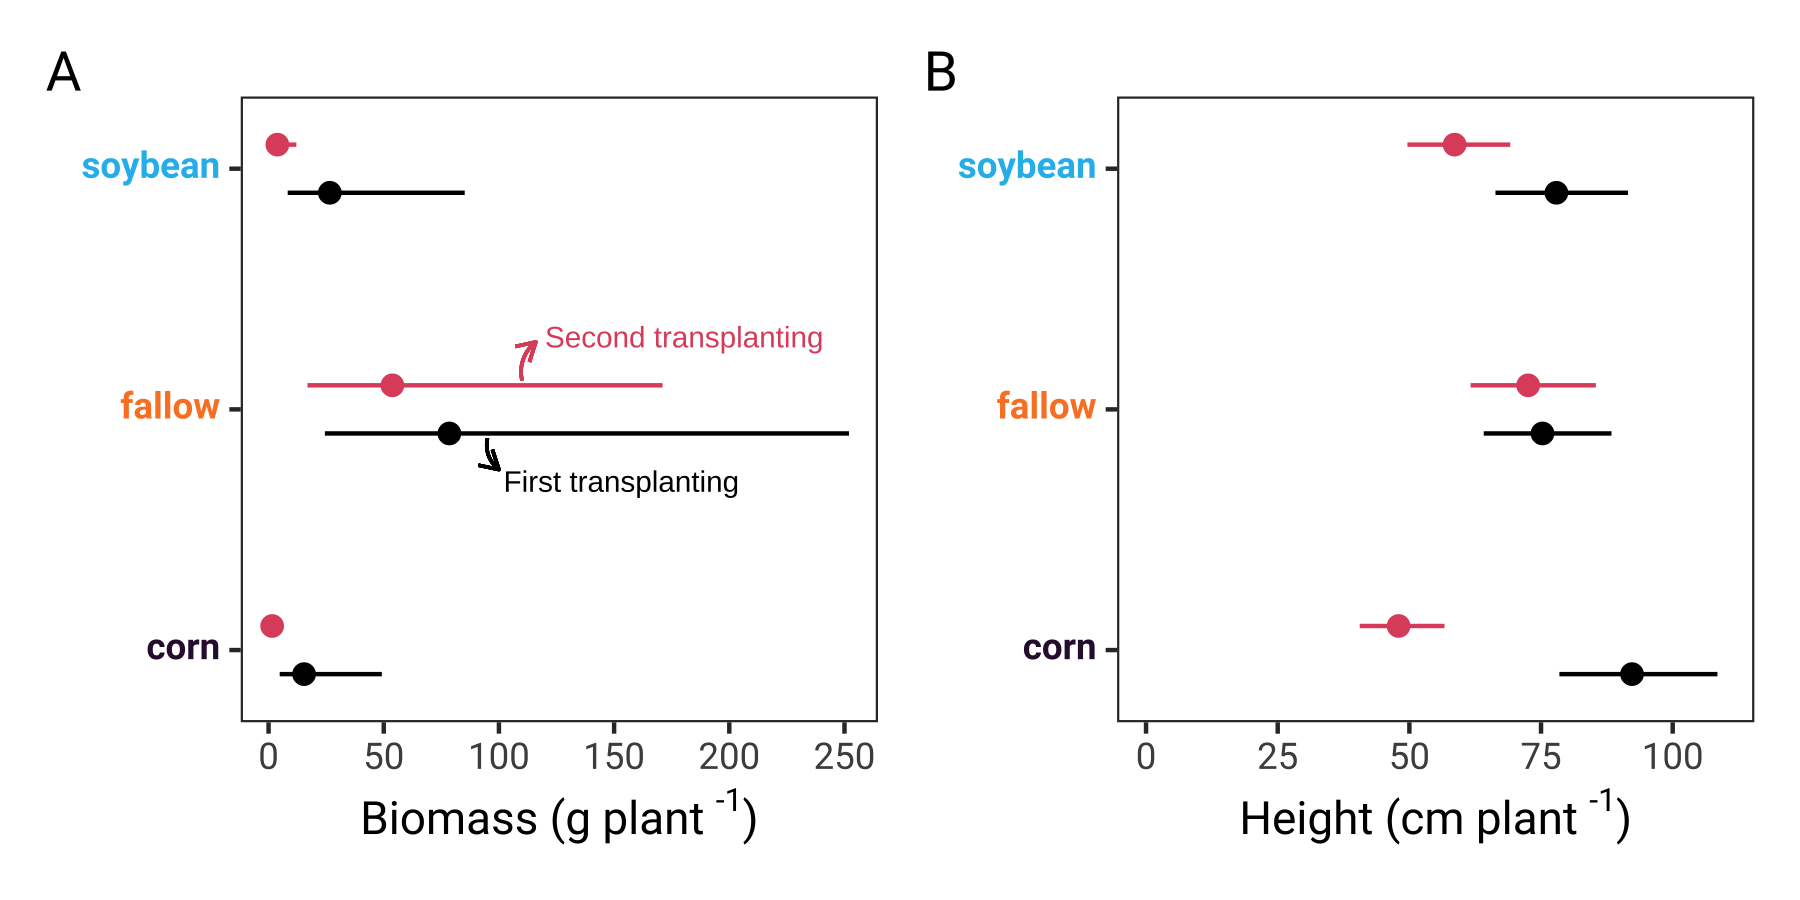 A
soybean
fallow
corn
Second transplanting
First transplanting
0 50 100 150 200 250
Biomass (g plant -1)
B
soybean
fallow
corn
0 25 50 75 100
Height (cm plant -1)